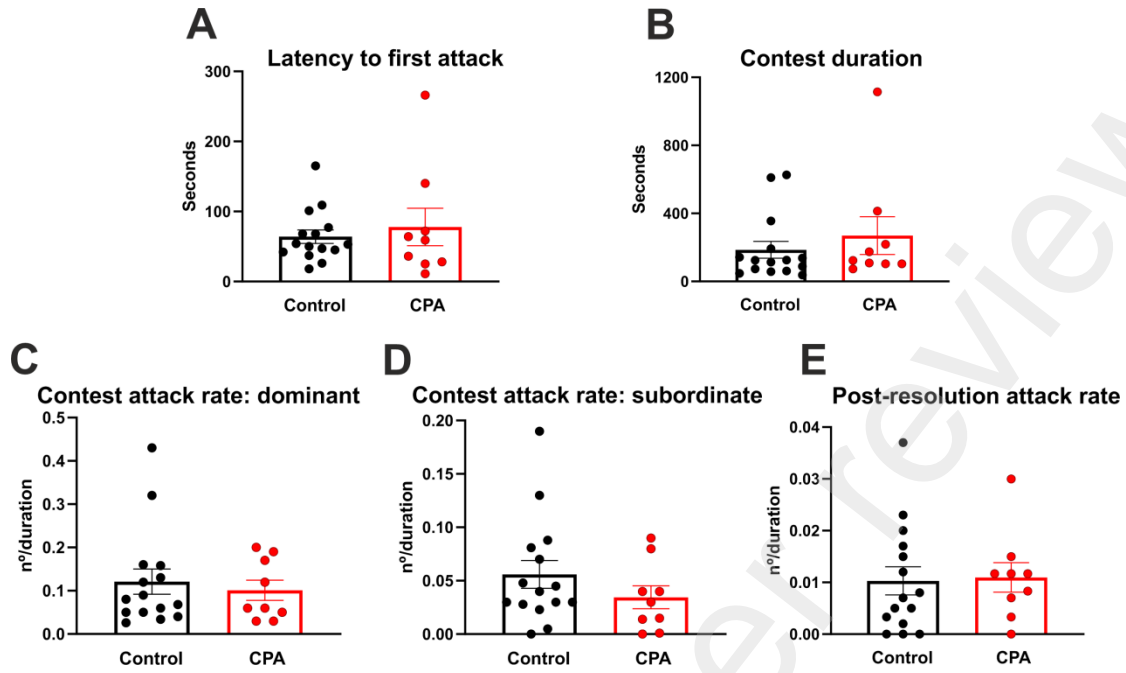 A
Latency to first attack
Seconds
300
200
100
0
Control
CPA
B
Contest duration
Seconds
1200
800
400
0
Control
CPA
C
Contest attack rate: dominant
nº/duration
0.5
0.4
0.3
0.2
0.1
0.0
Control
CPA
D
Contest attack rate: subordinate
nº/duration
0.20
0.15
0.10
0.05
0.00
Control
CPA
E
Post-resolution attack rate
nº/duration
0.04
0.03
0.02
0.01
0.00
Control
CPA
er review